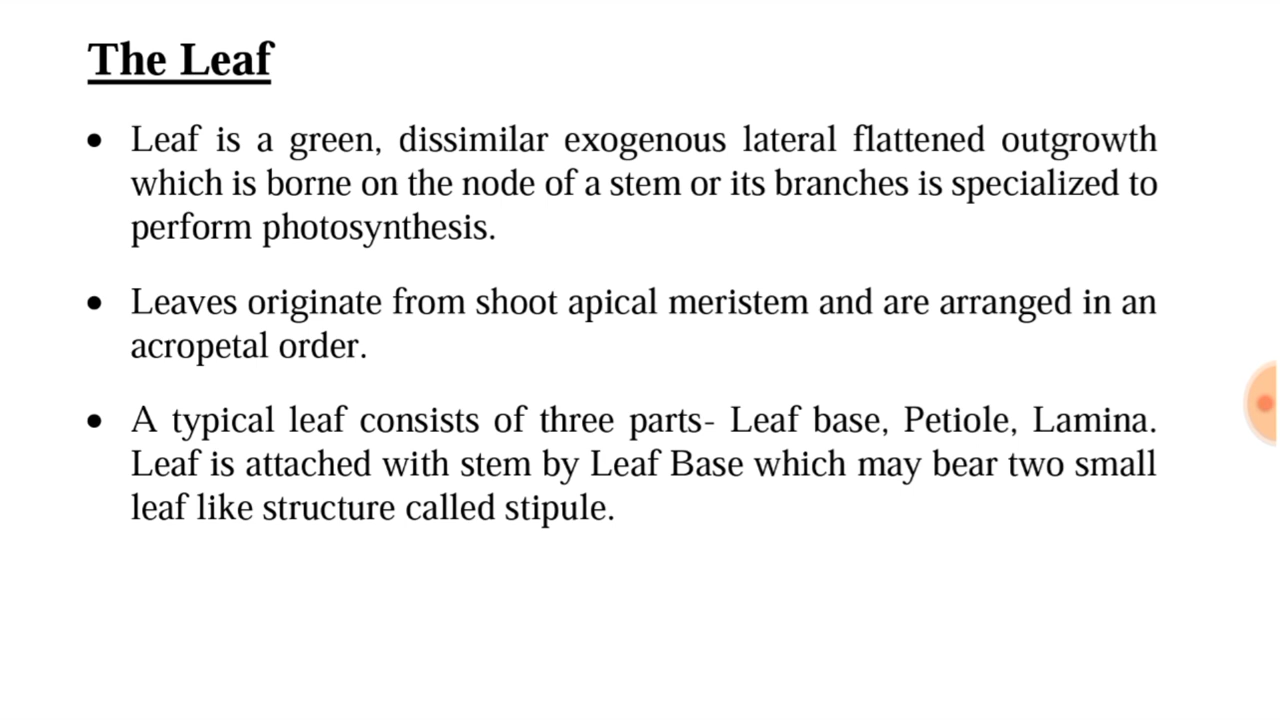 The Leaf
• Leaf is a green, dissimilar exogenous lateral flattened outgrowth
which is borne on the node of a stem or its branches is specialized to
perform photosynthesis.
• Leaves originate from shoot apical meristem and are arranged in an
acropetal order.
• A typical leaf consists of three parts- Leaf base, Petiole, Lamina.
Leaf is attached with stem by Leaf Base which may bear two small
leaf like structure called stipule.